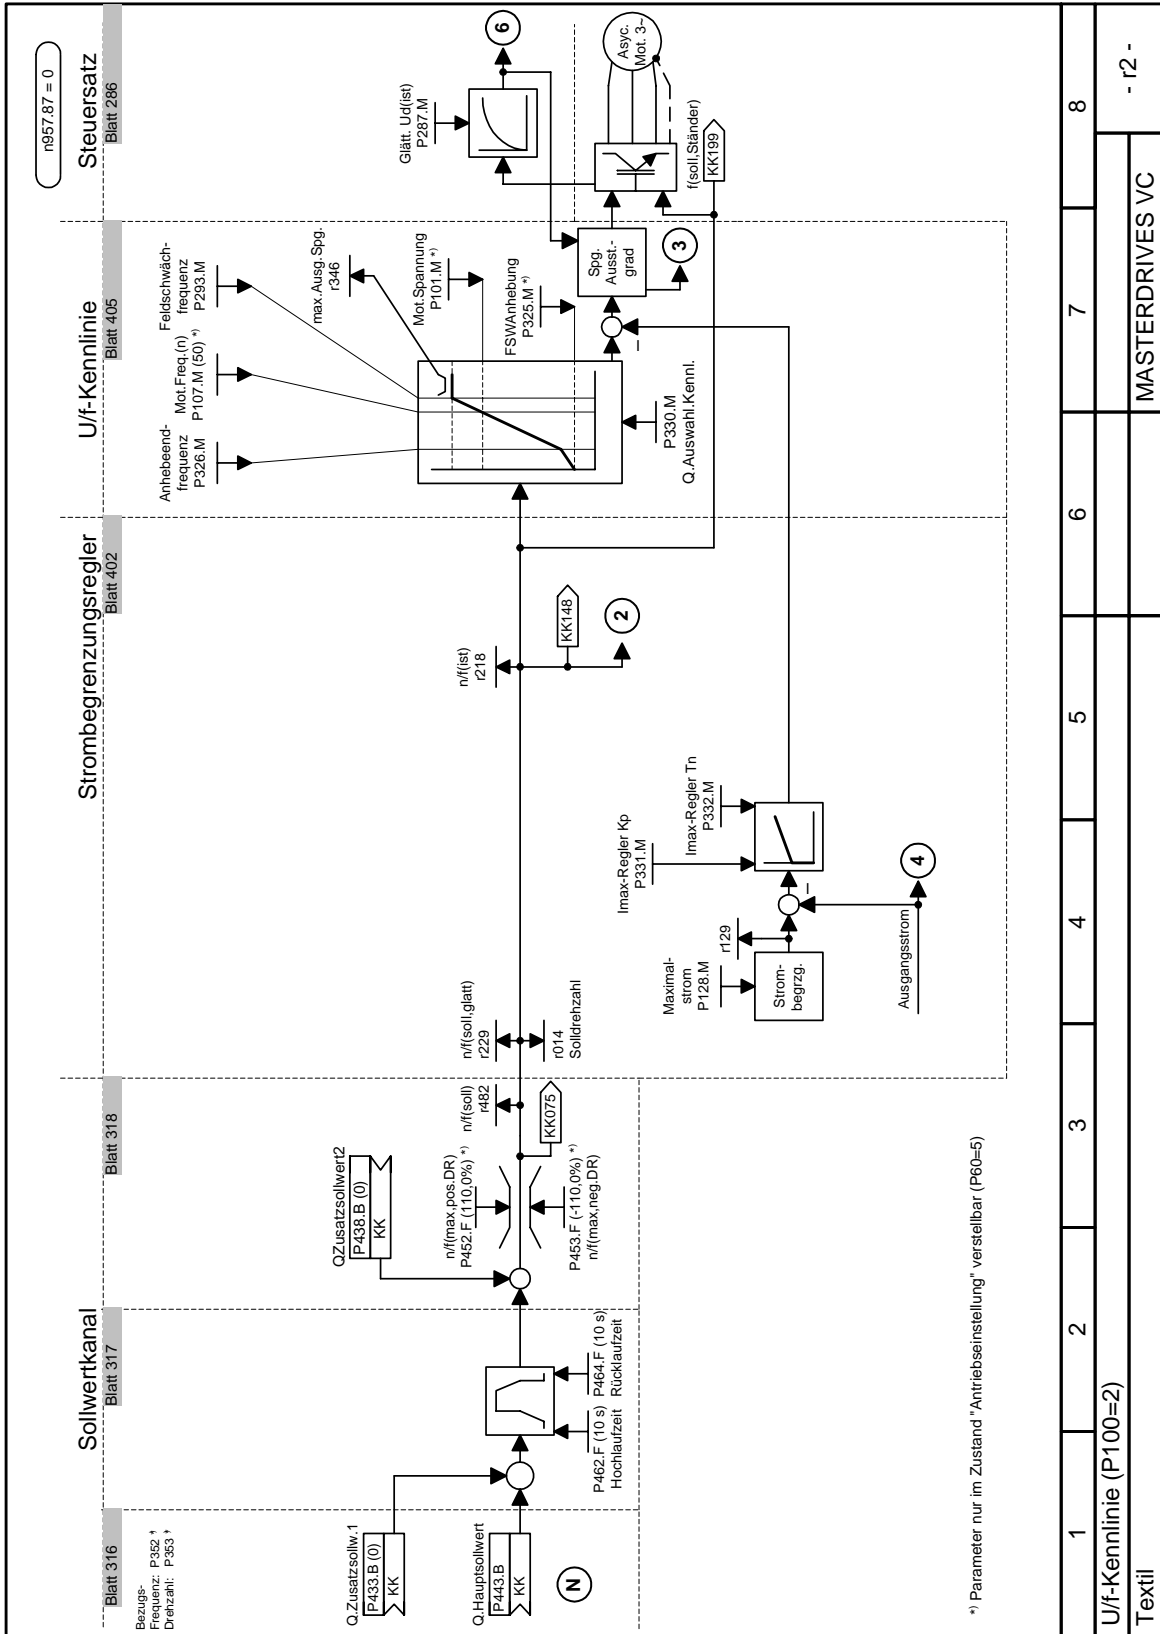 n957.87 = 0
Sollwertkanal
Strombegrenzungsregler
U/f-Kennlinie
Steuersatz
Blatt 316
Blatt 317
Blatt 318
Blatt 402
Blatt 405
Blatt 286
Bezugs-
Frequenz: P352 *)
Drehzahl: P353 *)
Q.Zusatzsollw.1
P433.B (0)
KK
Q.Hauptsollwert
P443.B
KK
N
P462.F (10 s)
Hochlaufzeit
P464.F (10 s)
Rücklaufzeit
QZusatzsollwert2
P438.B (0)
KK
n/f(max,pos.DR)
P452.F (110,0%) *)
P453.F (-110,0%) *)
n/f(max,neg.DR)
n/f(soll)
r482
KK075
n/f(soll,glatt)
r229
r014
Solldrehzahl
Maximal-
strom
P128.M
r129
Strom-
begrzg.
Ausgangsstrom
4
Imax-Regler Kp
P331.M
Imax-Regler Tn
P332.M
n/f(ist)
r218
KK148
2
Anhebeend-
frequenz
P326.M
Mot.Freq.(n)
P107.M (50) *)
Feldschwäch-
frequenz
P293.M
max.Ausg.Spg.
r346
Mot.Spannung
P101.M *)
FSWAnhebung
P325.M *)
P330.M
Q.Auswahl.Kennl.
Spg.
Ausst.-
grad
3
Glätt. Ud(ist)
P287.M
6
Asyc.
Mot. 3~
f(soll,Ständer)
KK199
*) Parameter nur im Zustand "Antriebseinstellung" verstellbar (P60=5)
1
2
3
4
5
6
7
8
U/f-Kennlinie (P100=2)
- r2 -
Textil
MASTERDRIVES VC